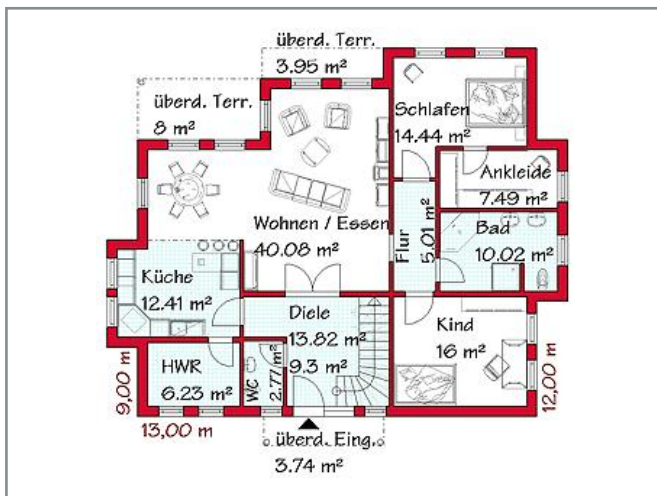 überd. Terr.
3.95 m²
überd. Terr.
8 m²
Schlafen
14.44 m²
Ankleide
7.49 m²
Wohnen / Essen
40.08 m²
Flur
5.01 m²
Bad
10.02 m²
Küche
12.41 m²
Diele
13.82 m²
9.3 m²
Kind
16 m²
HWR
6.23 m²
WC
2.77 m²
9,00 m
13,00 m
12,00 m
überd. Eing.
3.74 m²